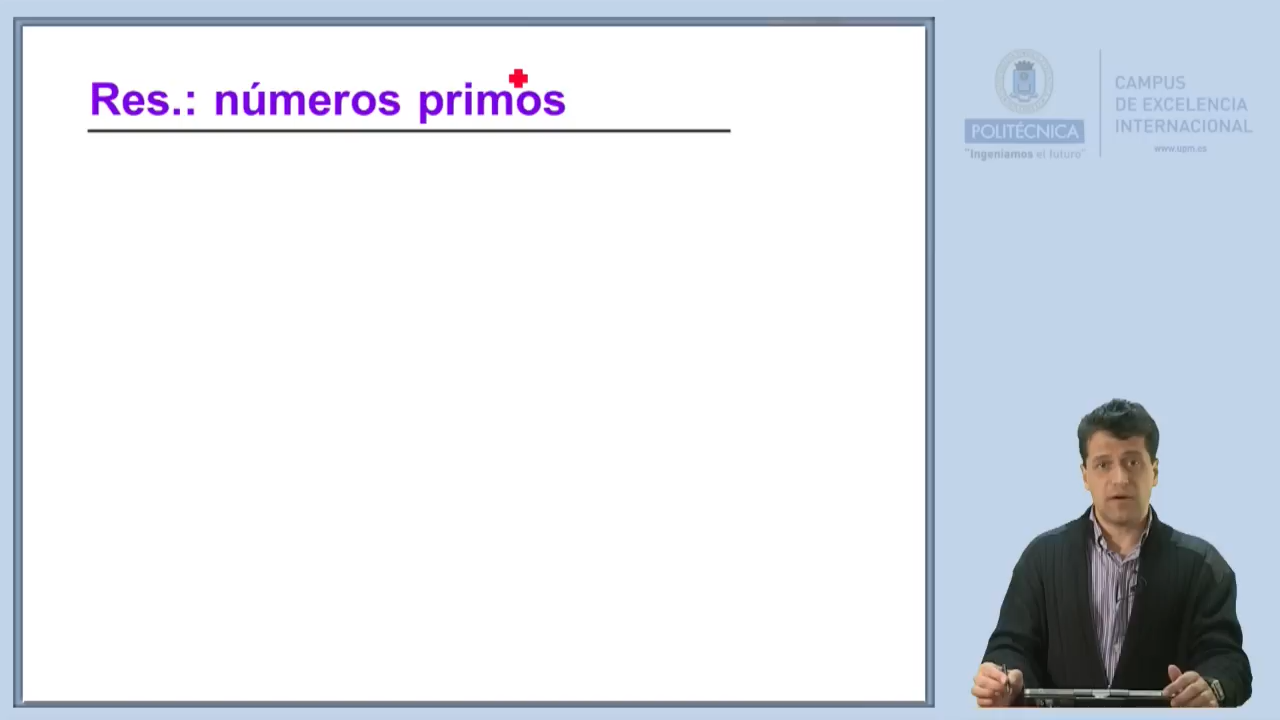 Res.: números primos
CAMPUS
DE EXCELENCIA
INTERNACIONAL
www.upm.es
POLITÉCNICA
"Ingeniamos el futuro"